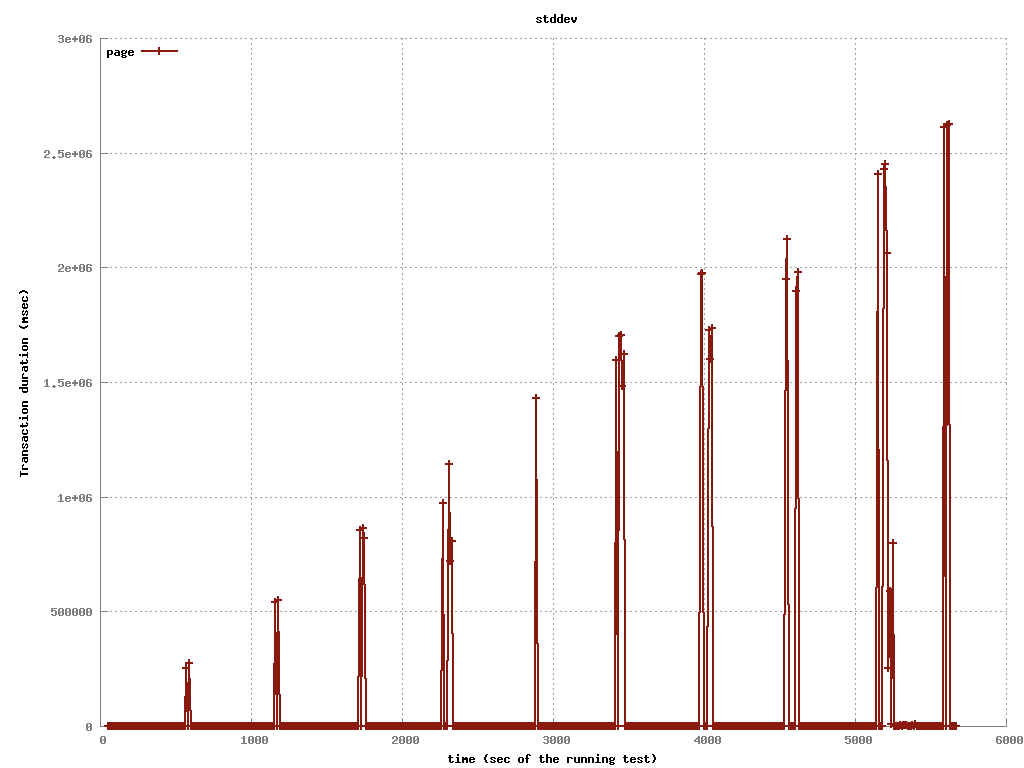 stddev
3e+06
page
2.5e+06
2e+06
Transaction duration (msec)
1.5e+06
1e+06
500000
0
0 1000 2000 3000 4000 5000 6000
time (sec of the running test)